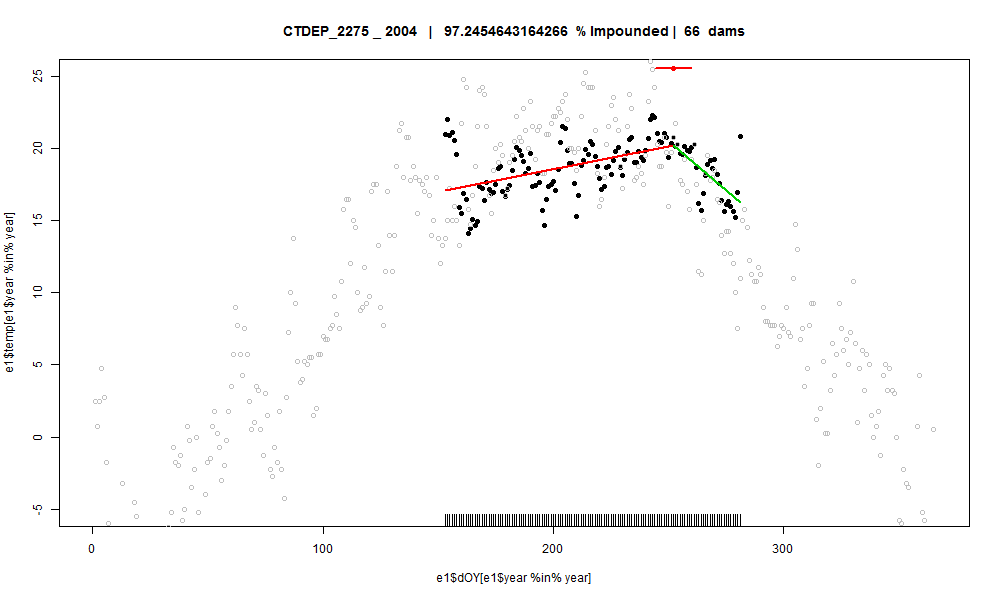 CTDEP_2275 _ 2004 | 97.2454643164266 % Impounded | 66 dams
e1$temp[e1$year %in% year]
25
20
15
10
5
0
-5
0 100 200 300
e1$dOY[e1$year %in% year]